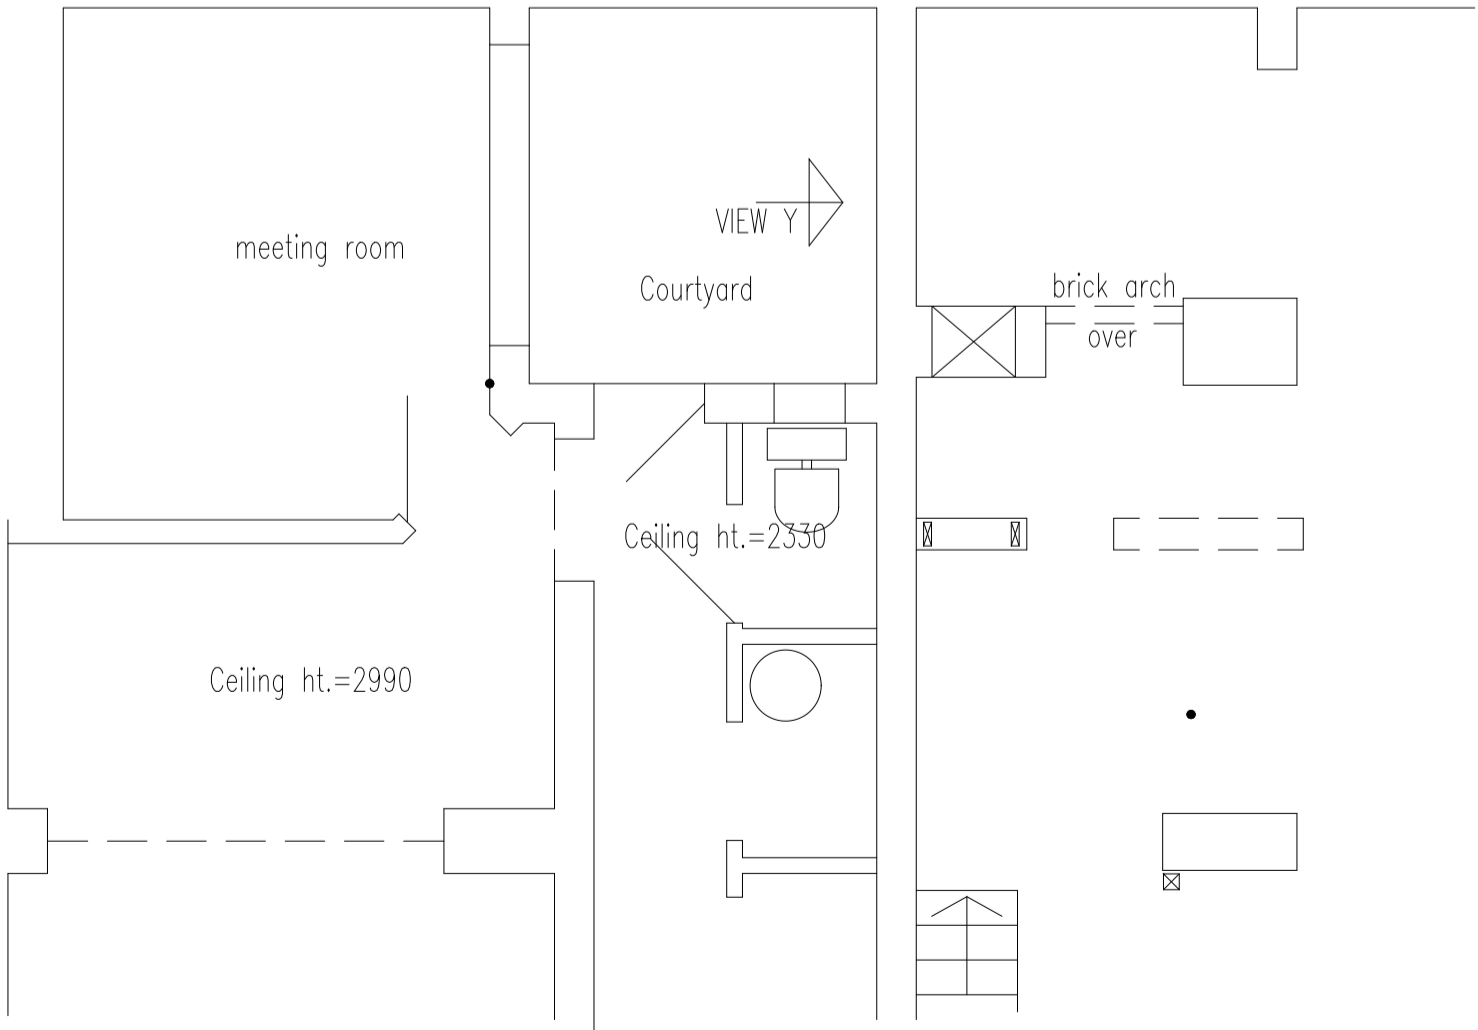 VIEW Y
meeting room
Courtyard
brick arch
over
Ceiling ht.=2330
Ceiling ht.=2990